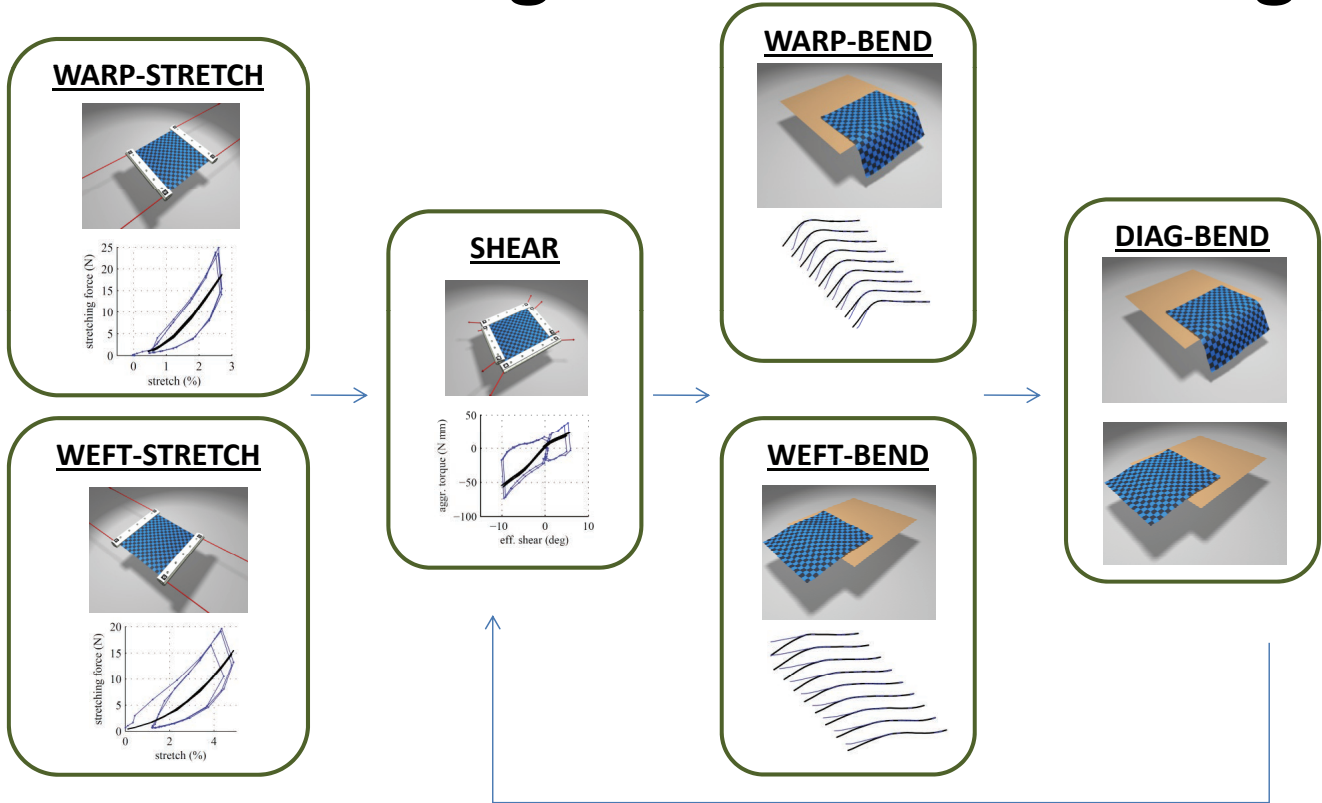 WARP-STRETCH
stretching force (N)
25
20
15
10
5
0
0 1 2 3
stretch (%)
WEFT-STRETCH
stretching force (N)
20
15
10
5
0
0 2 4
stretch (%)
SHEAR
aggr. torque (N mm)
50
0
−50
−100
−10 0 10
eff. shear (deg)
WARP-BEND
WEFT-BEND
DIAG-BEND